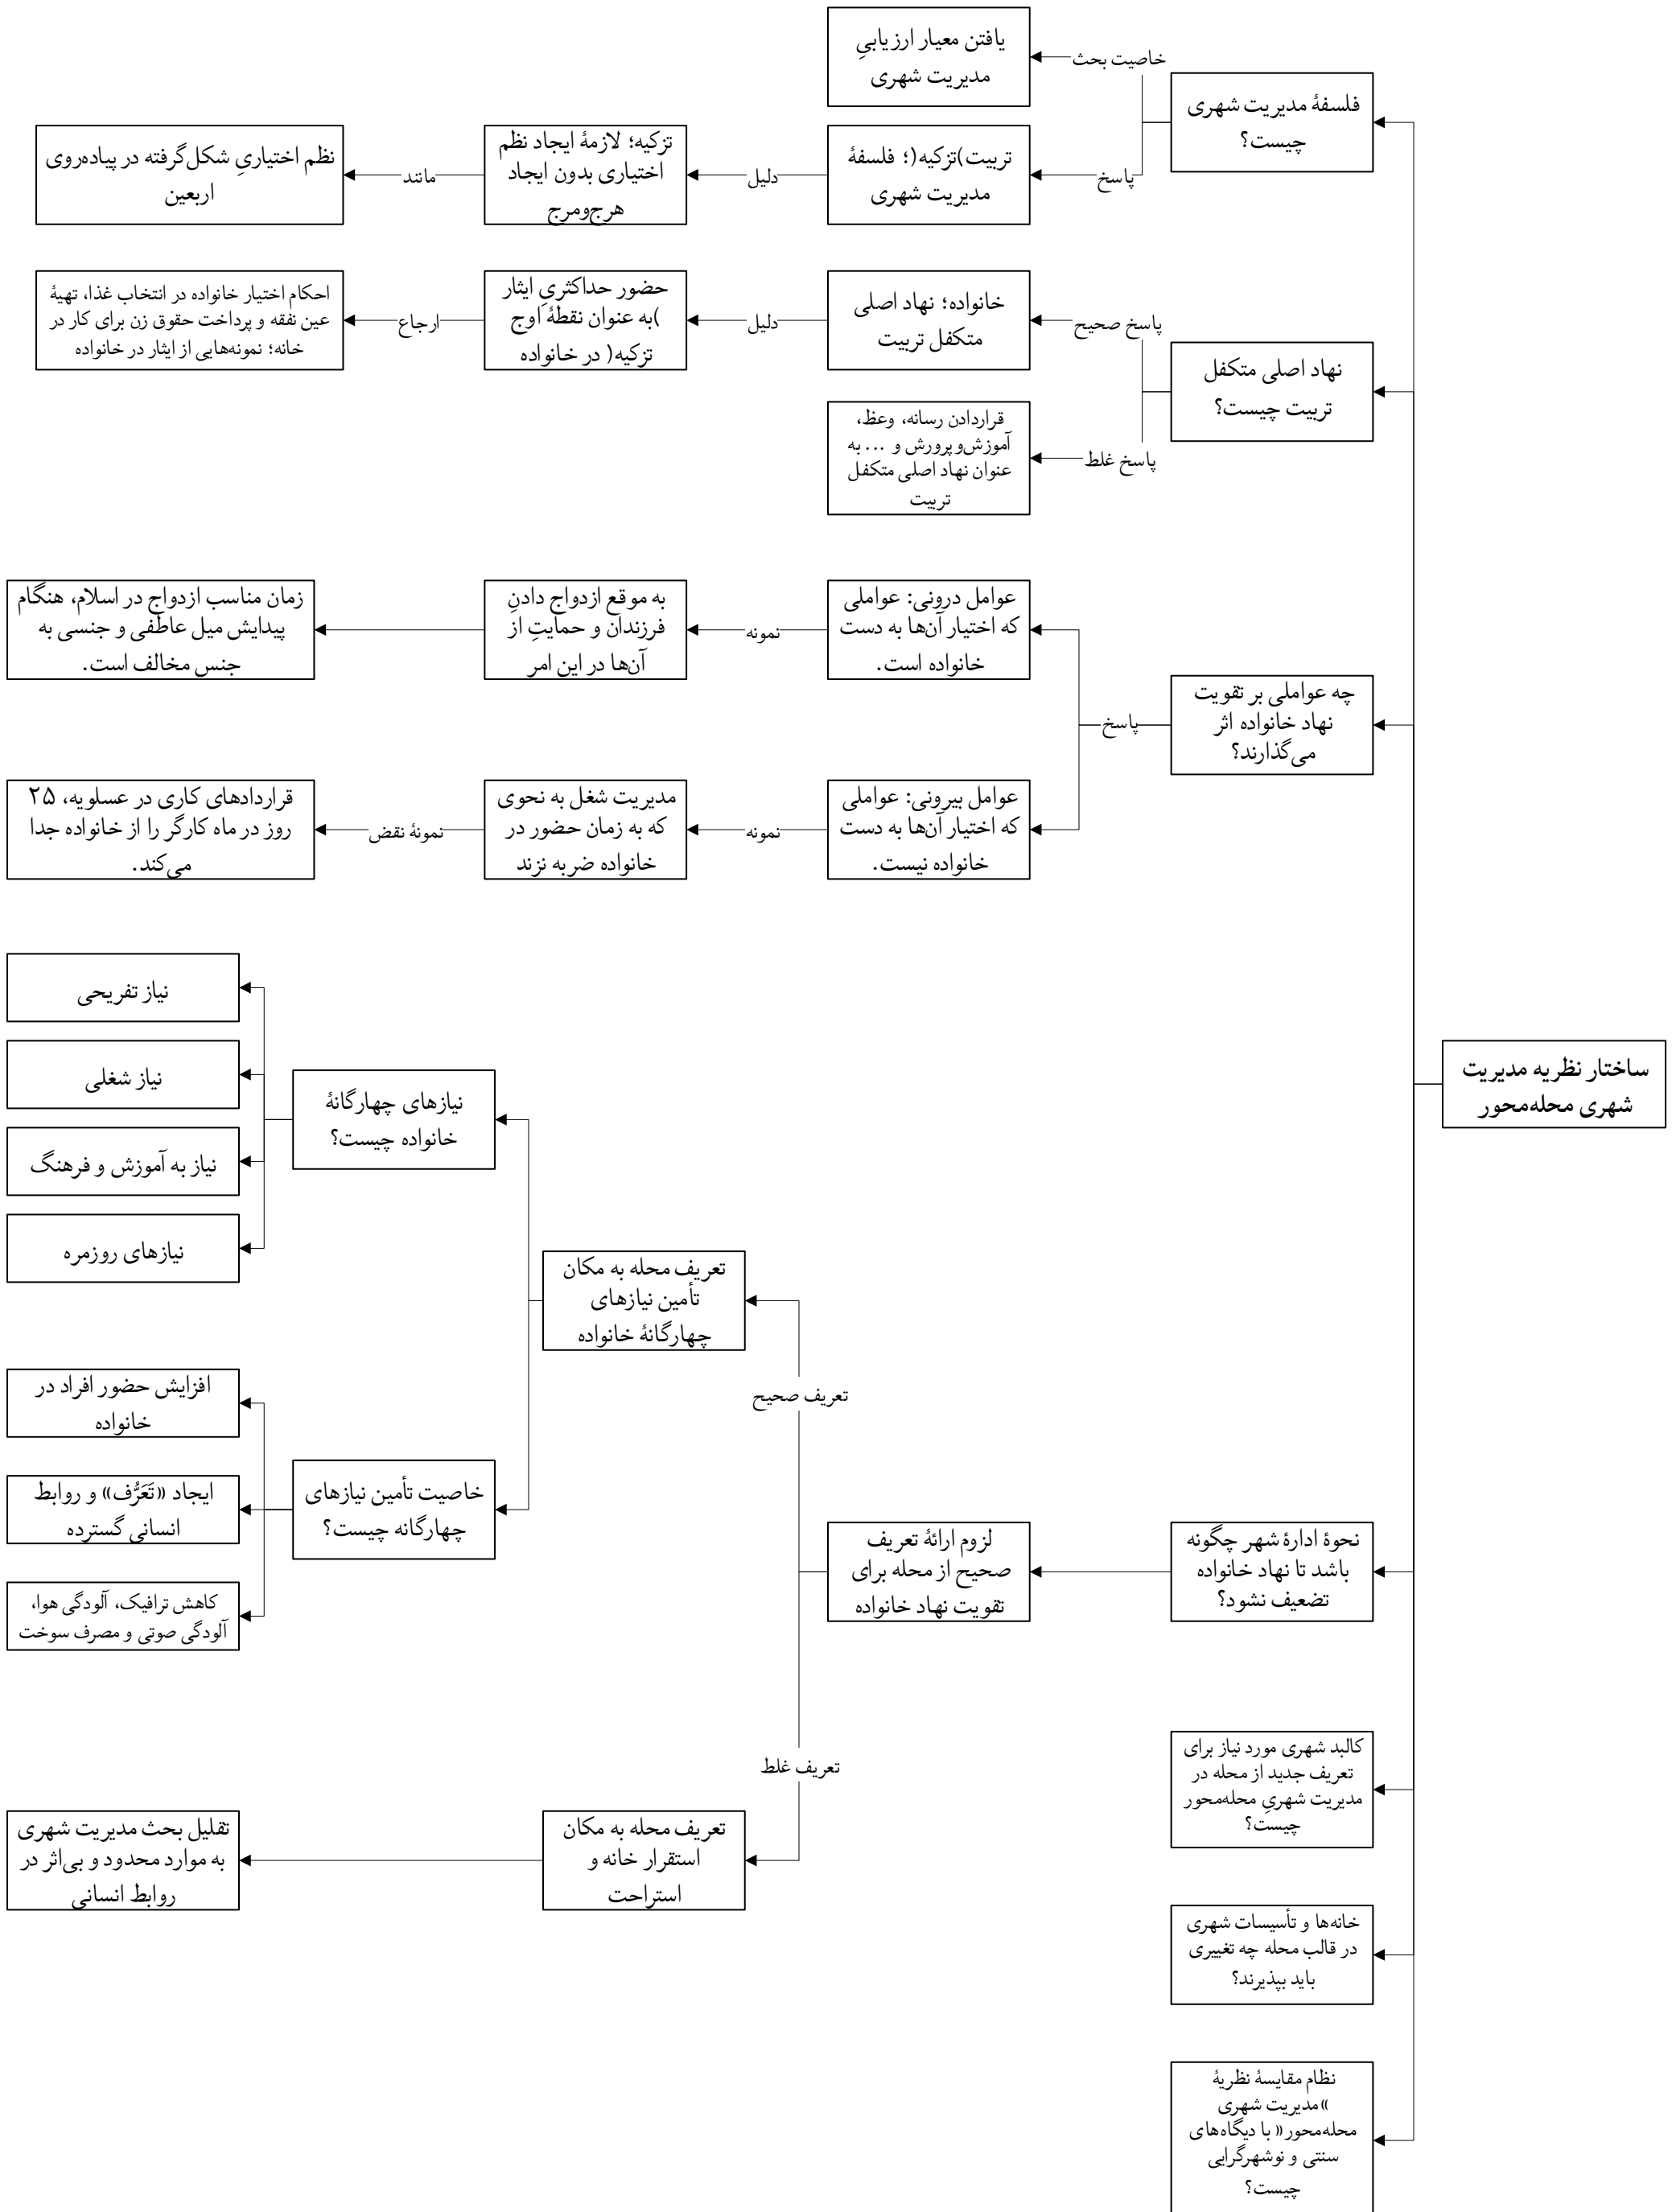 ساختار نظریه مدیریت
شهری محله‌محور
فلسفهٔ مدیریت شهری
چیست؟
خاصیت بحث
یافتن معیار ارزیابیِ
مدیریت شهری
پاسخ
تربیت)تزکیه(؛ فلسفهٔ
مدیریت شهری
دلیل
تزکیه؛ لازمهٔ ایجاد نظم
اختیاری بدون ایجاد
هرج‌ومرج
مانند
نظم اختیاریِ شکل‌گرفته در پیاده‌روی
اربعین
نهاد اصلی متکفل
تربیت چیست؟
پاسخ صحیح
خانواده؛ نهاد اصلی
متکفل تربیت
دلیل
حضور حداکثریِ ایثار
)به عنوان نقطهٔ اوج
تزکیه( در خانواده
ارجاع
احکام اختیار خانواده در انتخاب غذا، تهیهٔ
عین نفقه و پرداخت حقوق زن برای کار در
خانه؛ نمونه‌هایی از ایثار در خانواده
پاسخ غلط
قراردادن رسانه، وعظ،
آموزش‌وپرورش و ... به
عنوان نهاد اصلی متکفل
تربیت
چه عواملی بر تقویت
نهاد خانواده اثر
می‌گذارند؟
پاسخ
عوامل درونی: عواملی
که اختیار آن‌ها به دست
خانواده است.
نمونه
به موقع ازدواج دادنِ
فرزندان و حمایتِ از
آن‌ها در این امر
زمان مناسب ازدواج در اسلام، هنگام
پیدایش میل عاطفی و جنسی به
جنس مخالف است.
عوامل بیرونی: عواملی
که اختیار آن‌ها به دست
خانواده نیست.
نمونه
مدیریت شغل به نحوی
که به زمان حضور در
خانواده ضربه نزند
نمونهٔ نقض
قراردادهای کاری در عسلویه، ۲۵
روز در ماه کارگر را از خانواده جدا
می‌کند.
نحوهٔ ادارهٔ شهر چگونه
باشد تا نهاد خانواده
تضعیف نشود؟
لزوم ارائهٔ تعریف
صحیح از محله برای
تقویت نهاد خانواده
تعریف صحیح
تعریف محله به مکان
تأمین نیازهای
چهارگانهٔ خانواده
نیازهای چهارگانهٔ
خانواده چیست؟
نیاز تفریحی
نیاز شغلی
نیاز به آموزش و فرهنگ
نیازهای روزمره
خاصیت تأمین نیازهای
چهارگانه چیست؟
افزایش حضور افراد در
خانواده
ایجاد «تَعَرُّف» و روابط
انسانی گسترده
کاهش ترافیک، آلودگی هوا،
آلودگی صوتی و مصرف سوخت
تعریف غلط
تعریف محله به مکان
استقرار خانه و
استراحت
تقلیل بحث مدیریت شهری
به موارد محدود و بی‌اثر در
روابط انسانی
کالبد شهری مورد نیاز برای
تعریف جدید از محله در
مدیریت شهریِ محله‌محور
چیست؟
خانه‌ها و تأسیسات شهری
در قالب محله چه تغییری
باید بپذیرند؟
نظام مقایسهٔ نظریهٔ
»مدیریت شهری
محله‌محور« با دیگاه‌های
سنتی و نوشهرگرایی
چیست؟